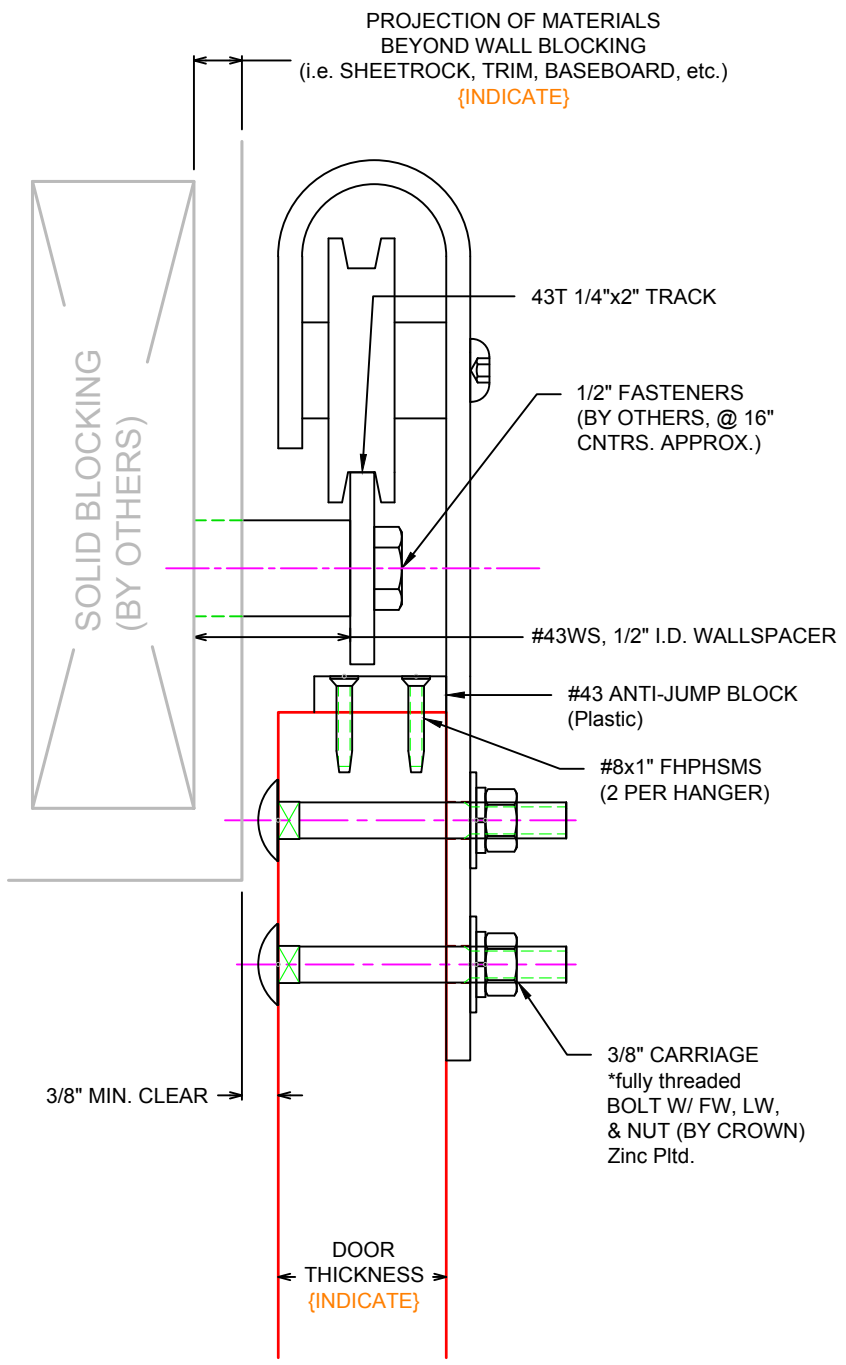 PROJECTION OF MATERIALS
BEYOND WALL BLOCKING
(i.e. SHEETROCK, TRIM, BASEBOARD, etc.)
{INDICATE}
43T 1/4"x2" TRACK
SOLID BLOCKING
(BY OTHERS)
1/2" FASTENERS
(BY OTHERS, @ 16"
CNTRS. APPROX.)
#43WS, 1/2" I.D. WALLSPACER
#43 ANTI-JUMP BLOCK
(Plastic)
#8x1" FHPHSMS
(2 PER HANGER)
3/8" CARRIAGE
*fully threaded
BOLT W/ FW, LW,
& NUT (BY CROWN)
Zinc Pltd.
3/8" MIN. CLEAR
DOOR
THICKNESS
{INDICATE}